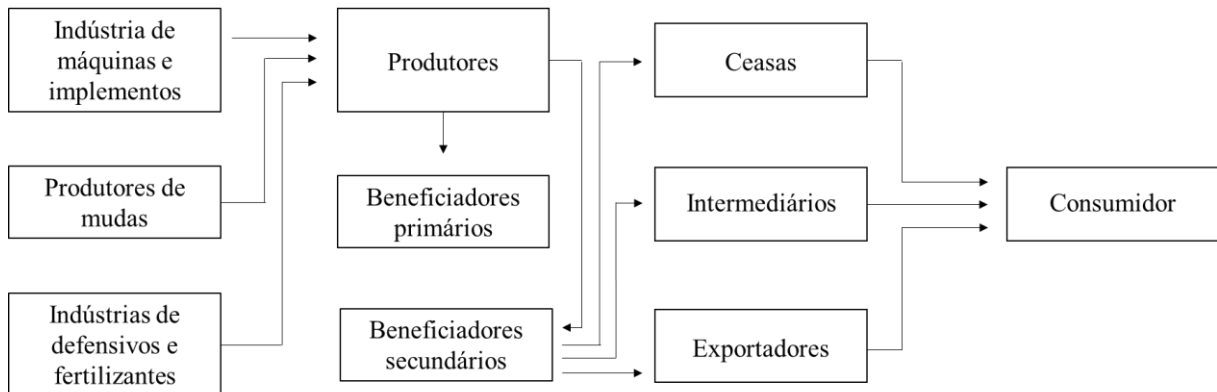 Indústria de
máquinas e
implementos
Produtores
Ceasas
Produtores de
mudas
Beneficiadores
primários
Intermediários
Consumidor
Indústrias de
defensivos e
fertilizantes
Beneficiadores
secundários
Exportadores